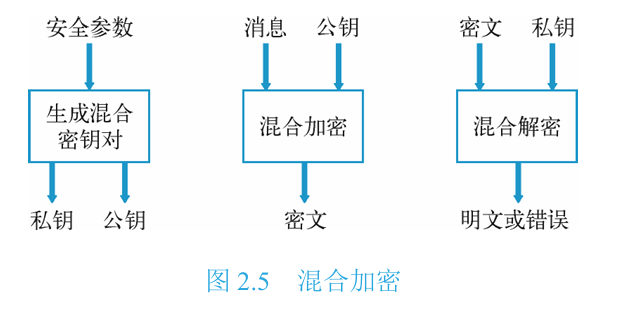 安全参数
消息
公钥
密文
私钥
生成混合
密钥对
混合加密
混合解密
私钥
公钥
密文
明文或错误
图 2.5 混合加密